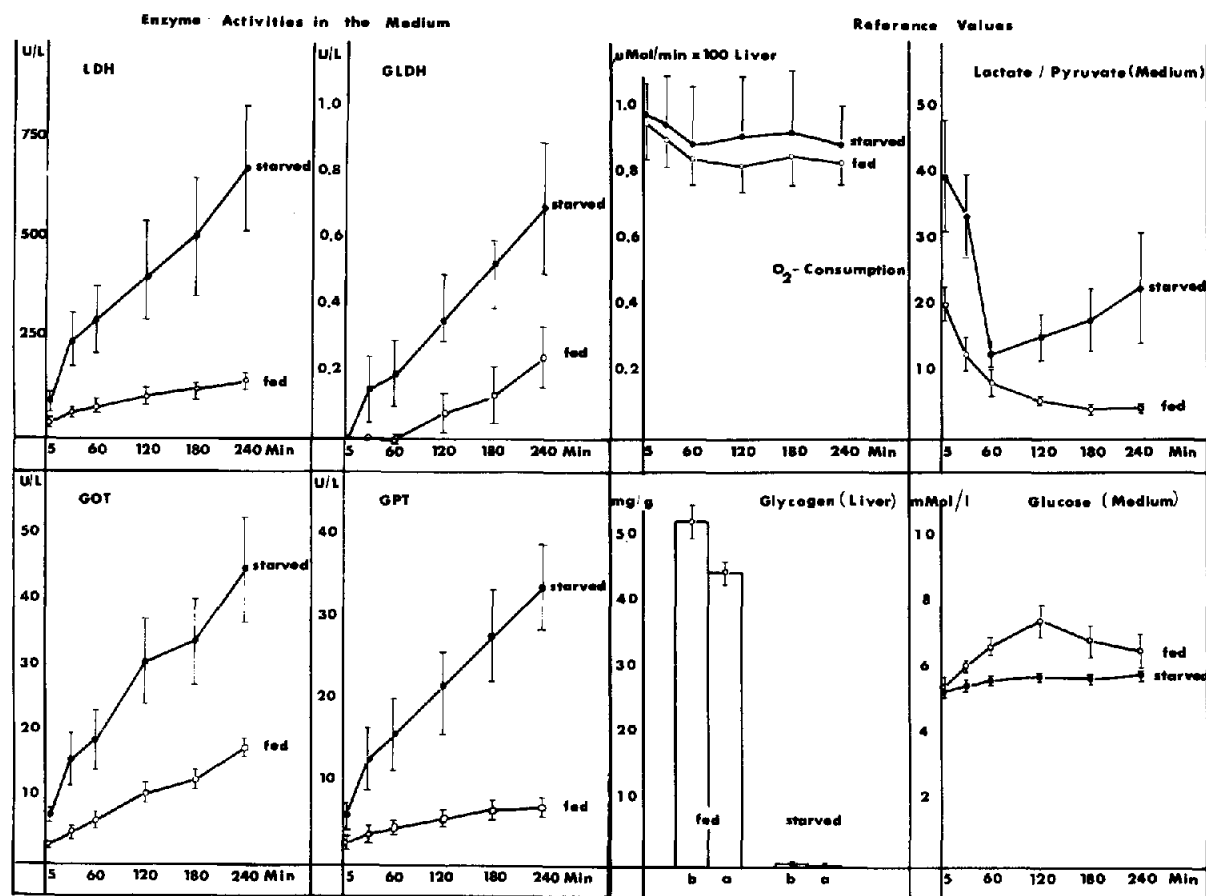 Enzyme Activities in the Medium
Reference Values
U/L
LDH
750
500
250
starved
fed
5 60 120 180 240 Min
U/L
GLDH
1.0
0.8
0.6
0.4
0.2
starved
fed
5 60 120 180 240 Min
μMol/min x 100 Liver
1.0
0.8
0.6
0.4
0.2
starved
fed
O2-Consumption
5 60 120 180 240 Min
Lactate / Pyruvate (Medium)
50
40
30
20
10
starved
fed
5 60 120 180 240 Min
U/L
GOT
50
40
30
20
10
starved
fed
5 60 120 180 240 Min
U/L
GPT
40
30
20
10
starved
fed
5 60 120 180 240 Min
mg/g
Glycagen (Liver)
50
40
30
20
10
fed
starved
b a b a
mMol/l
Glucose (Medium)
10
8
6
4
2
fed
starved
5 60 120 180 240 Min